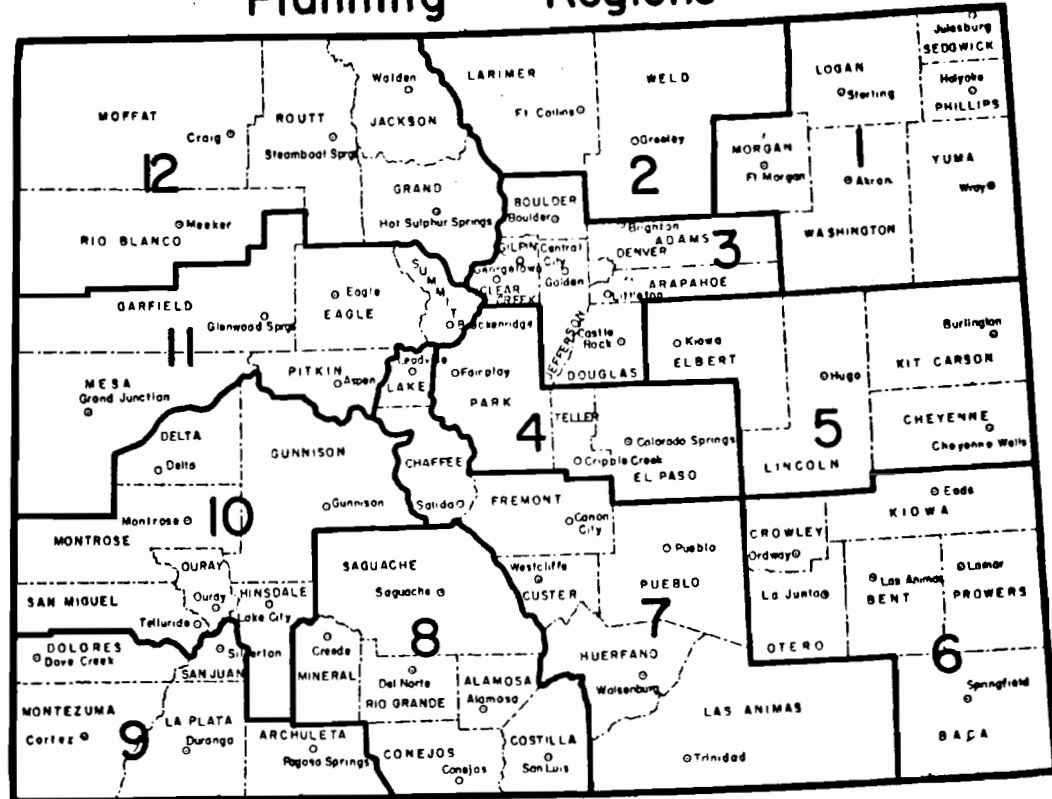 Planning Regions
Julesburg
SEDGWICK
Walden
LARIMER
WELD
LOGAN
Sterling
Holyoke
PHILLIPS
MOFFAT
Craig
ROUTT
JACKSON
Ft Collins
Steamboat Sprgs
Greeley
MORGAN
Ft Morgan
1
YUMA
12
2
Akron
Wray
GRAND
Hot Sulphur Springs
BOULDER
Boulder
Meeker
RIO BLANCO
Brighton
ADAMS
WASHINGTON
3
GILPIN
Central
City
DENVER
Georgetown
Golden
CLEAR
CREEK
ARAPAHOE
Littleton
SUMMIT
GARFIELD
Eagle
EAGLE
Glenwood Sprgs
Breckenridge
JEFFERSON
Castle
Rock
DOUGLAS
Kiowa
ELBERT
Burlington
KIT CARSON
11
PITKIN
Aspen
Leadville
LAKE
Fairplay
PARK
Hugo
MESA
Grand Junction
TELLER
4
5
CHEYENNE
Cheyenne Wells
DELTA
Delta
GUNNISON
CHAFFEE
Colorado Springs
Cripple Creek
EL PASO
LINCOLN
Gunnison
Salida
FREMONT
Canon
City
Eads
KIOWA
Montrose
10
MONTROSE
CROWLEY
Ordway
Pueblo
PUEBLO
OURAY
Ouray
HINSDALE
Lake City
SAGUACHE
Saguache
Westcliffe
CUSTER
La Junta
Las Animas
BENT
Lamar
PROWERS
SAN MIGUEL
Telluride
7
OTERO
DOLORES
Dove Creek
Silverton
SAN JUAN
Creede
MINERAL
8
Del Norte
RIO GRANDE
ALAMOSA
Alamosa
HUERFANO
Walsenburg
6
Springfield
MONTEZUMA
Cortez
9
LA PLATA
Durango
ARCHULETA
Pagosa Springs
CONEJOS
Conejos
COSTILLA
San Luis
LAS ANIMAS
Trinidad
BACA